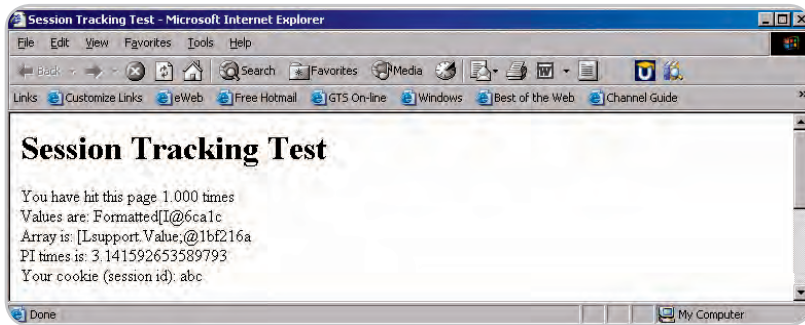 Session Tracking Test - Microsoft Internet Explorer
File Edit View Favorites Tools Help
Back Search Favorites Media
Links Customize Links eWeb Free Hotmail GTS On-line Windows Best of the Web Channel Guide
Session Tracking Test
You have hit this page 1.000 times
Values are: Formatted[I@6ca1c
Array is: [Lsupport.Value;@1bf216a
PI times is: 3.141592653589793
Your cookie (session id): abc
Done My Computer